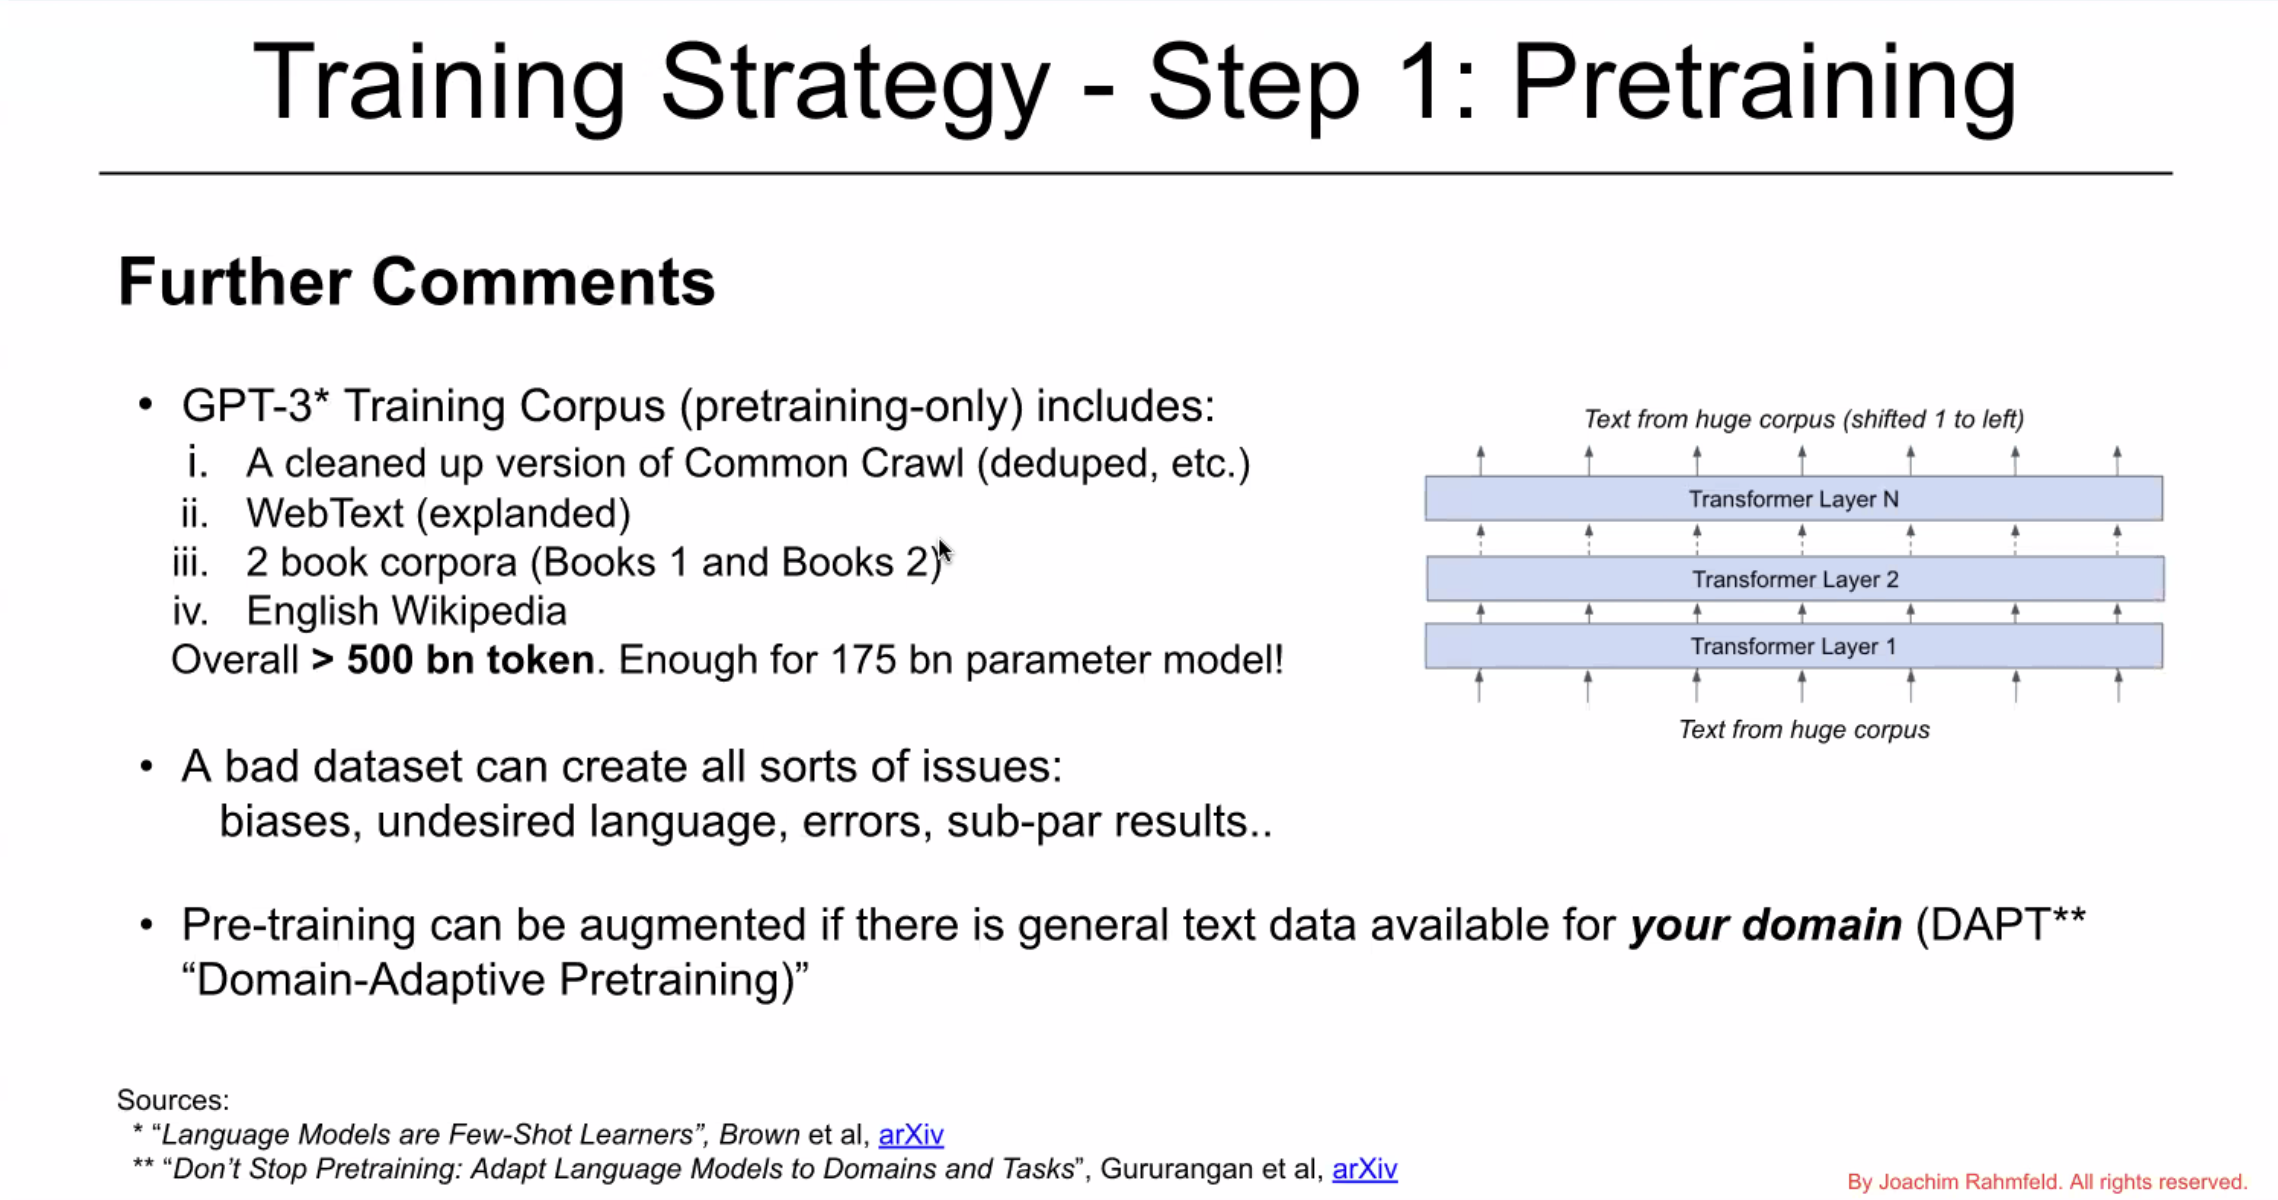 Training Strategy - Step 1: Pretraining
Further Comments
• GPT-3* Training Corpus (pretraining-only) includes:
i. A cleaned up version of Common Crawl (deduped, etc.)
ii. WebText (explanded)
iii. 2 book corpora (Books 1 and Books 2)
iv. English Wikipedia
Overall > 500 bn token. Enough for 175 bn parameter model!
• A bad dataset can create all sorts of issues:
biases, undesired language, errors, sub-par results..
• Pre-training can be augmented if there is general text data available for your domain (DAPT**
“Domain-Adaptive Pretraining)”
Text from huge corpus (shifted 1 to left)
Transformer Layer N
Transformer Layer 2
Transformer Layer 1
Text from huge corpus
Sources:
* “Language Models are Few-Shot Learners”, Brown et al, arXiv
** “Don’t Stop Pretraining: Adapt Language Models to Domains and Tasks”, Gururangan et al, arXiv
By Joachim Rahmfeld. All rights reserved.